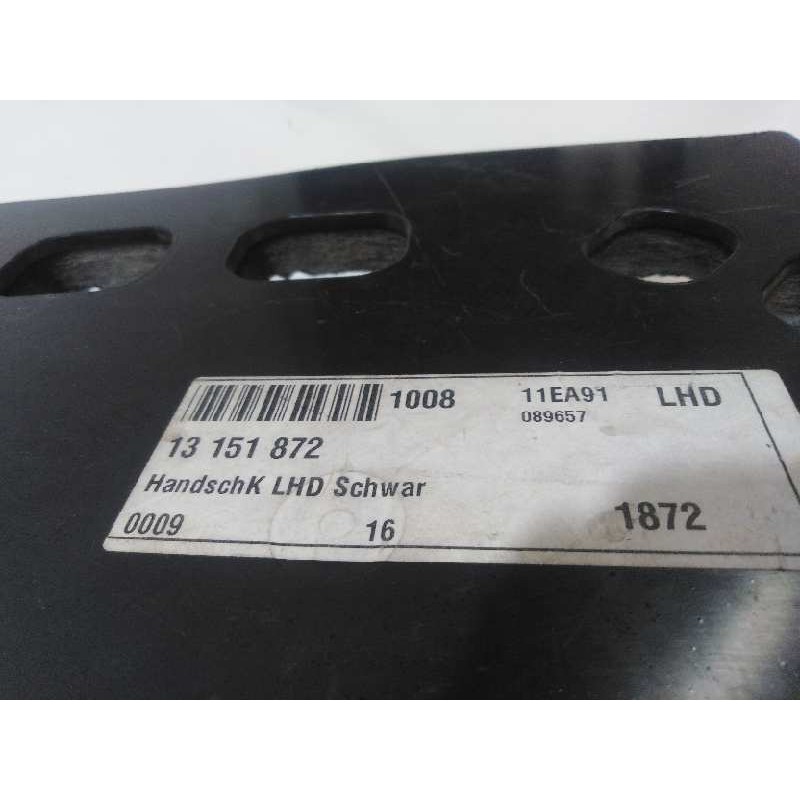 1008 11EA91 LHD
089657
13 151 872
HandschK LHD Schwar
0009 16 1872